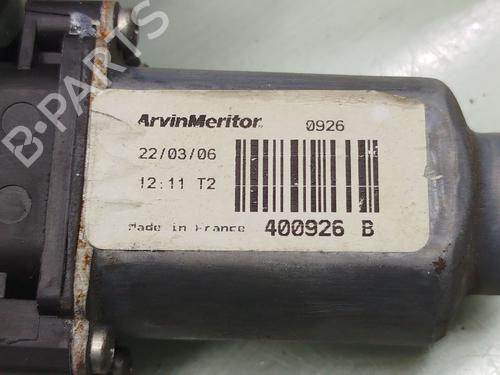 B-PARTS
ArvinMeritor 0926
22/03/06
12:11 T2
Made in France 400926 B